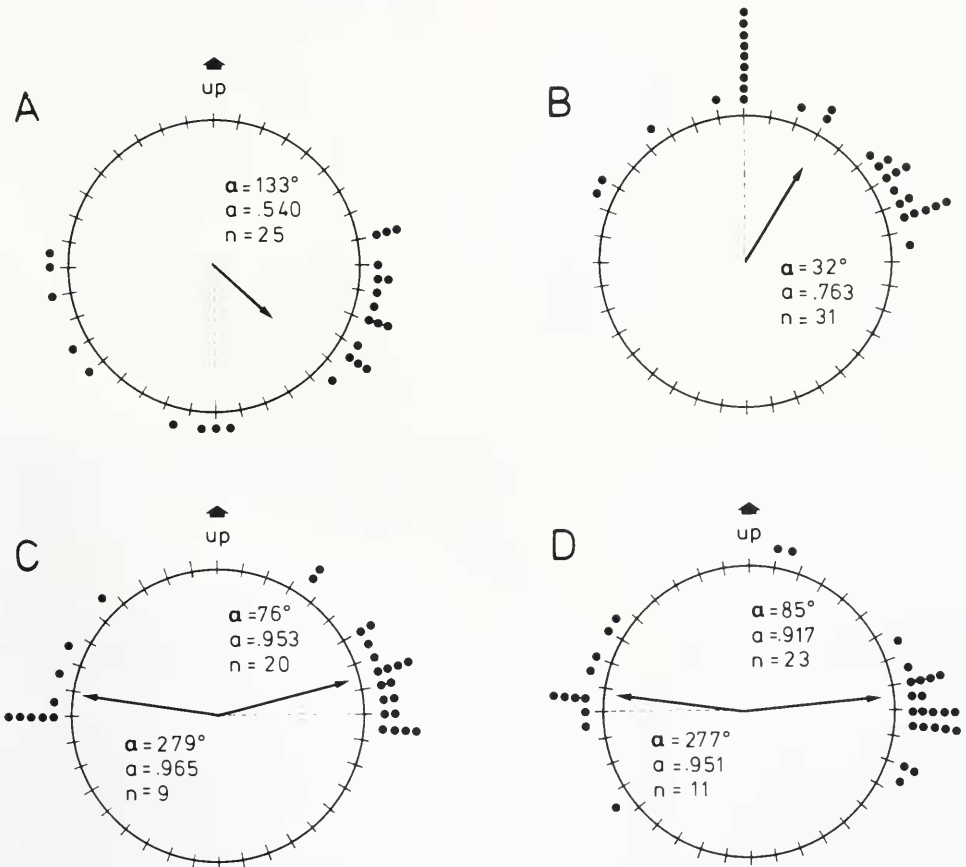 A
up
α = 133°
a = .540
n = 25
B
α = 32°
a = .763
n = 31
C
up
α = 76°
a = .953
n = 20
α = 279°
a = .965
n = 9
D
up
α = 85°
a = .917
n = 23
α = 277°
a = .951
n = 11